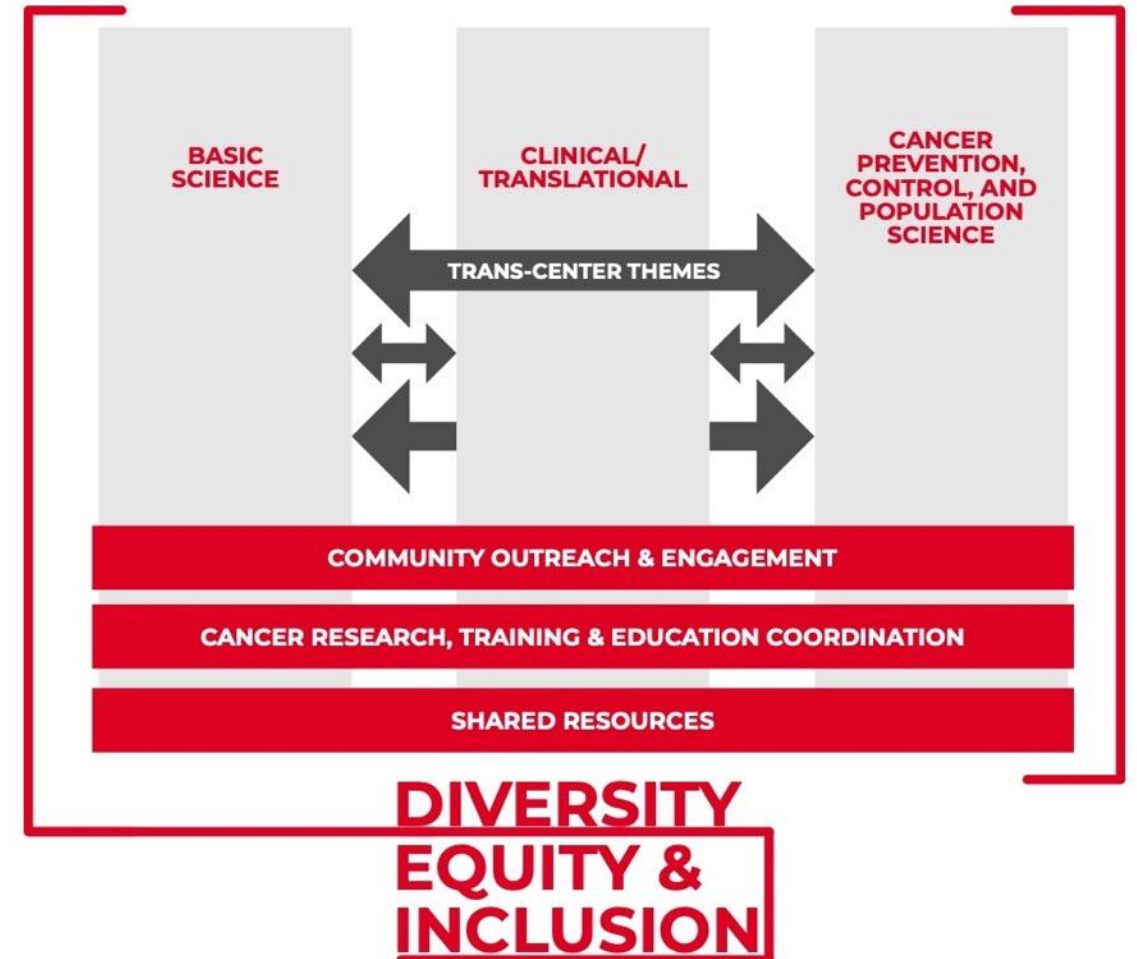 BASIC
SCIENCE
CLINICAL/
TRANSLATIONAL
CANCER
PREVENTION,
CONTROL, AND
POPULATION
SCIENCE
TRANS-CENTER THEMES
COMMUNITY OUTREACH & ENGAGEMENT
CANCER RESEARCH, TRAINING & EDUCATION COORDINATION
SHARED RESOURCES
DIVERSITY
EQUITY &
INCLUSION